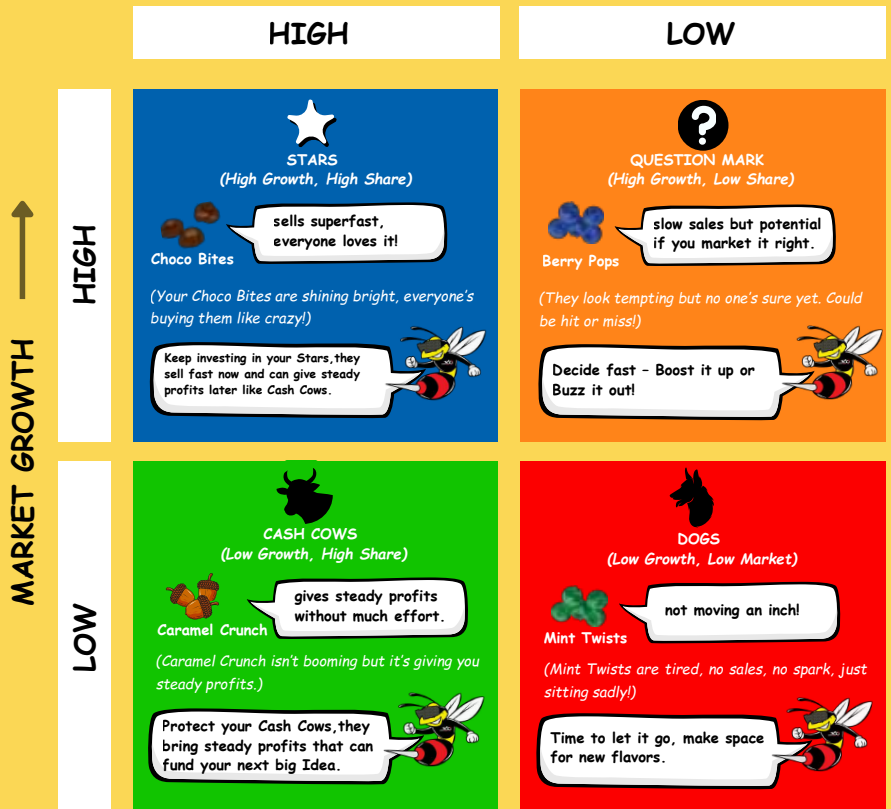 HIGH
LOW
MARKET GROWTH
HIGH
STARS
(High Growth, High Share)
Choco Bites
sells superfast,
everyone loves it!
(Your Choco Bites are shining bright, everyone's
buying them like crazy!)
Keep investing in your Stars,they
sell fast now and can give steady
profits later like Cash Cows.
?
QUESTION MARK
(High Growth, Low Share)
Berry Pops
slow sales but potential
if you market it right.
(They look tempting but no one's sure yet. Could
be hit or miss!)
Decide fast - Boost it up or
Buzz it out!
LOW
CASH COWS
(Low Growth, High Share)
Caramel Crunch
gives steady profits
without much effort.
(Caramel Crunch isn't booming but it's giving you
steady profits.)
Protect your Cash Cows,they
bring steady profits that can
fund your next big Idea.
DOGS
(Low Growth, Low Market)
Mint Twists
not moving an inch!
(Mint Twists are tired, no sales, no spark, just
sitting sadly!)
Time to let it go, make space
for new flavors.